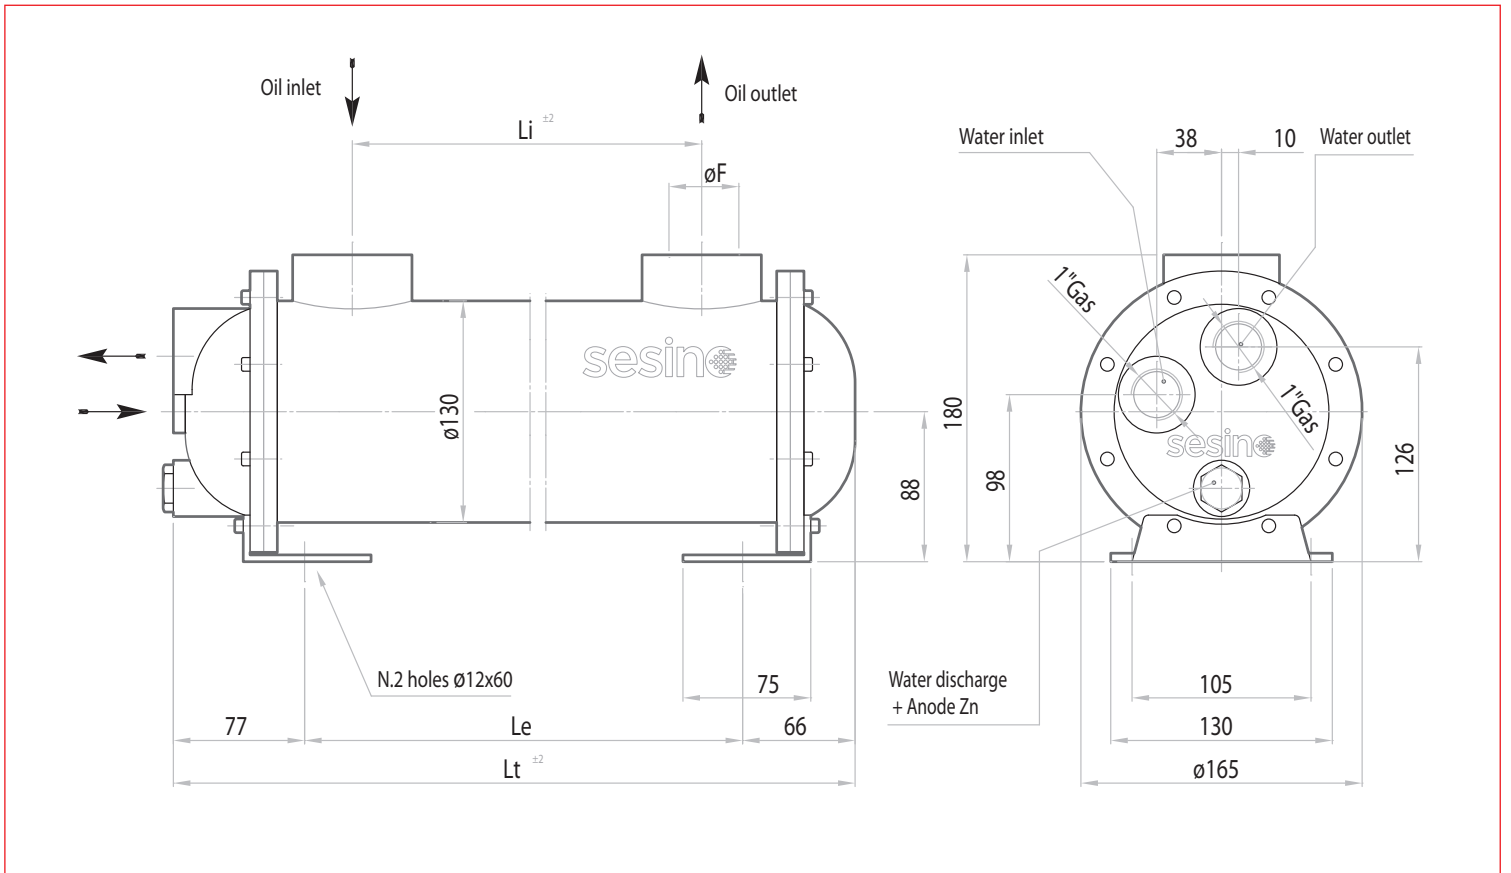 Oil inlet
Oil outlet
Li ±2
øF
Water inlet
38
10
Water outlet
1"Gas
1"Gas
sesino
ø130
88
180
98
sesino
126
N.2 holes Ø12x60
75
Water discharge
+ Anode Zn
105
77
Le
66
130
Lt ±2
ø165